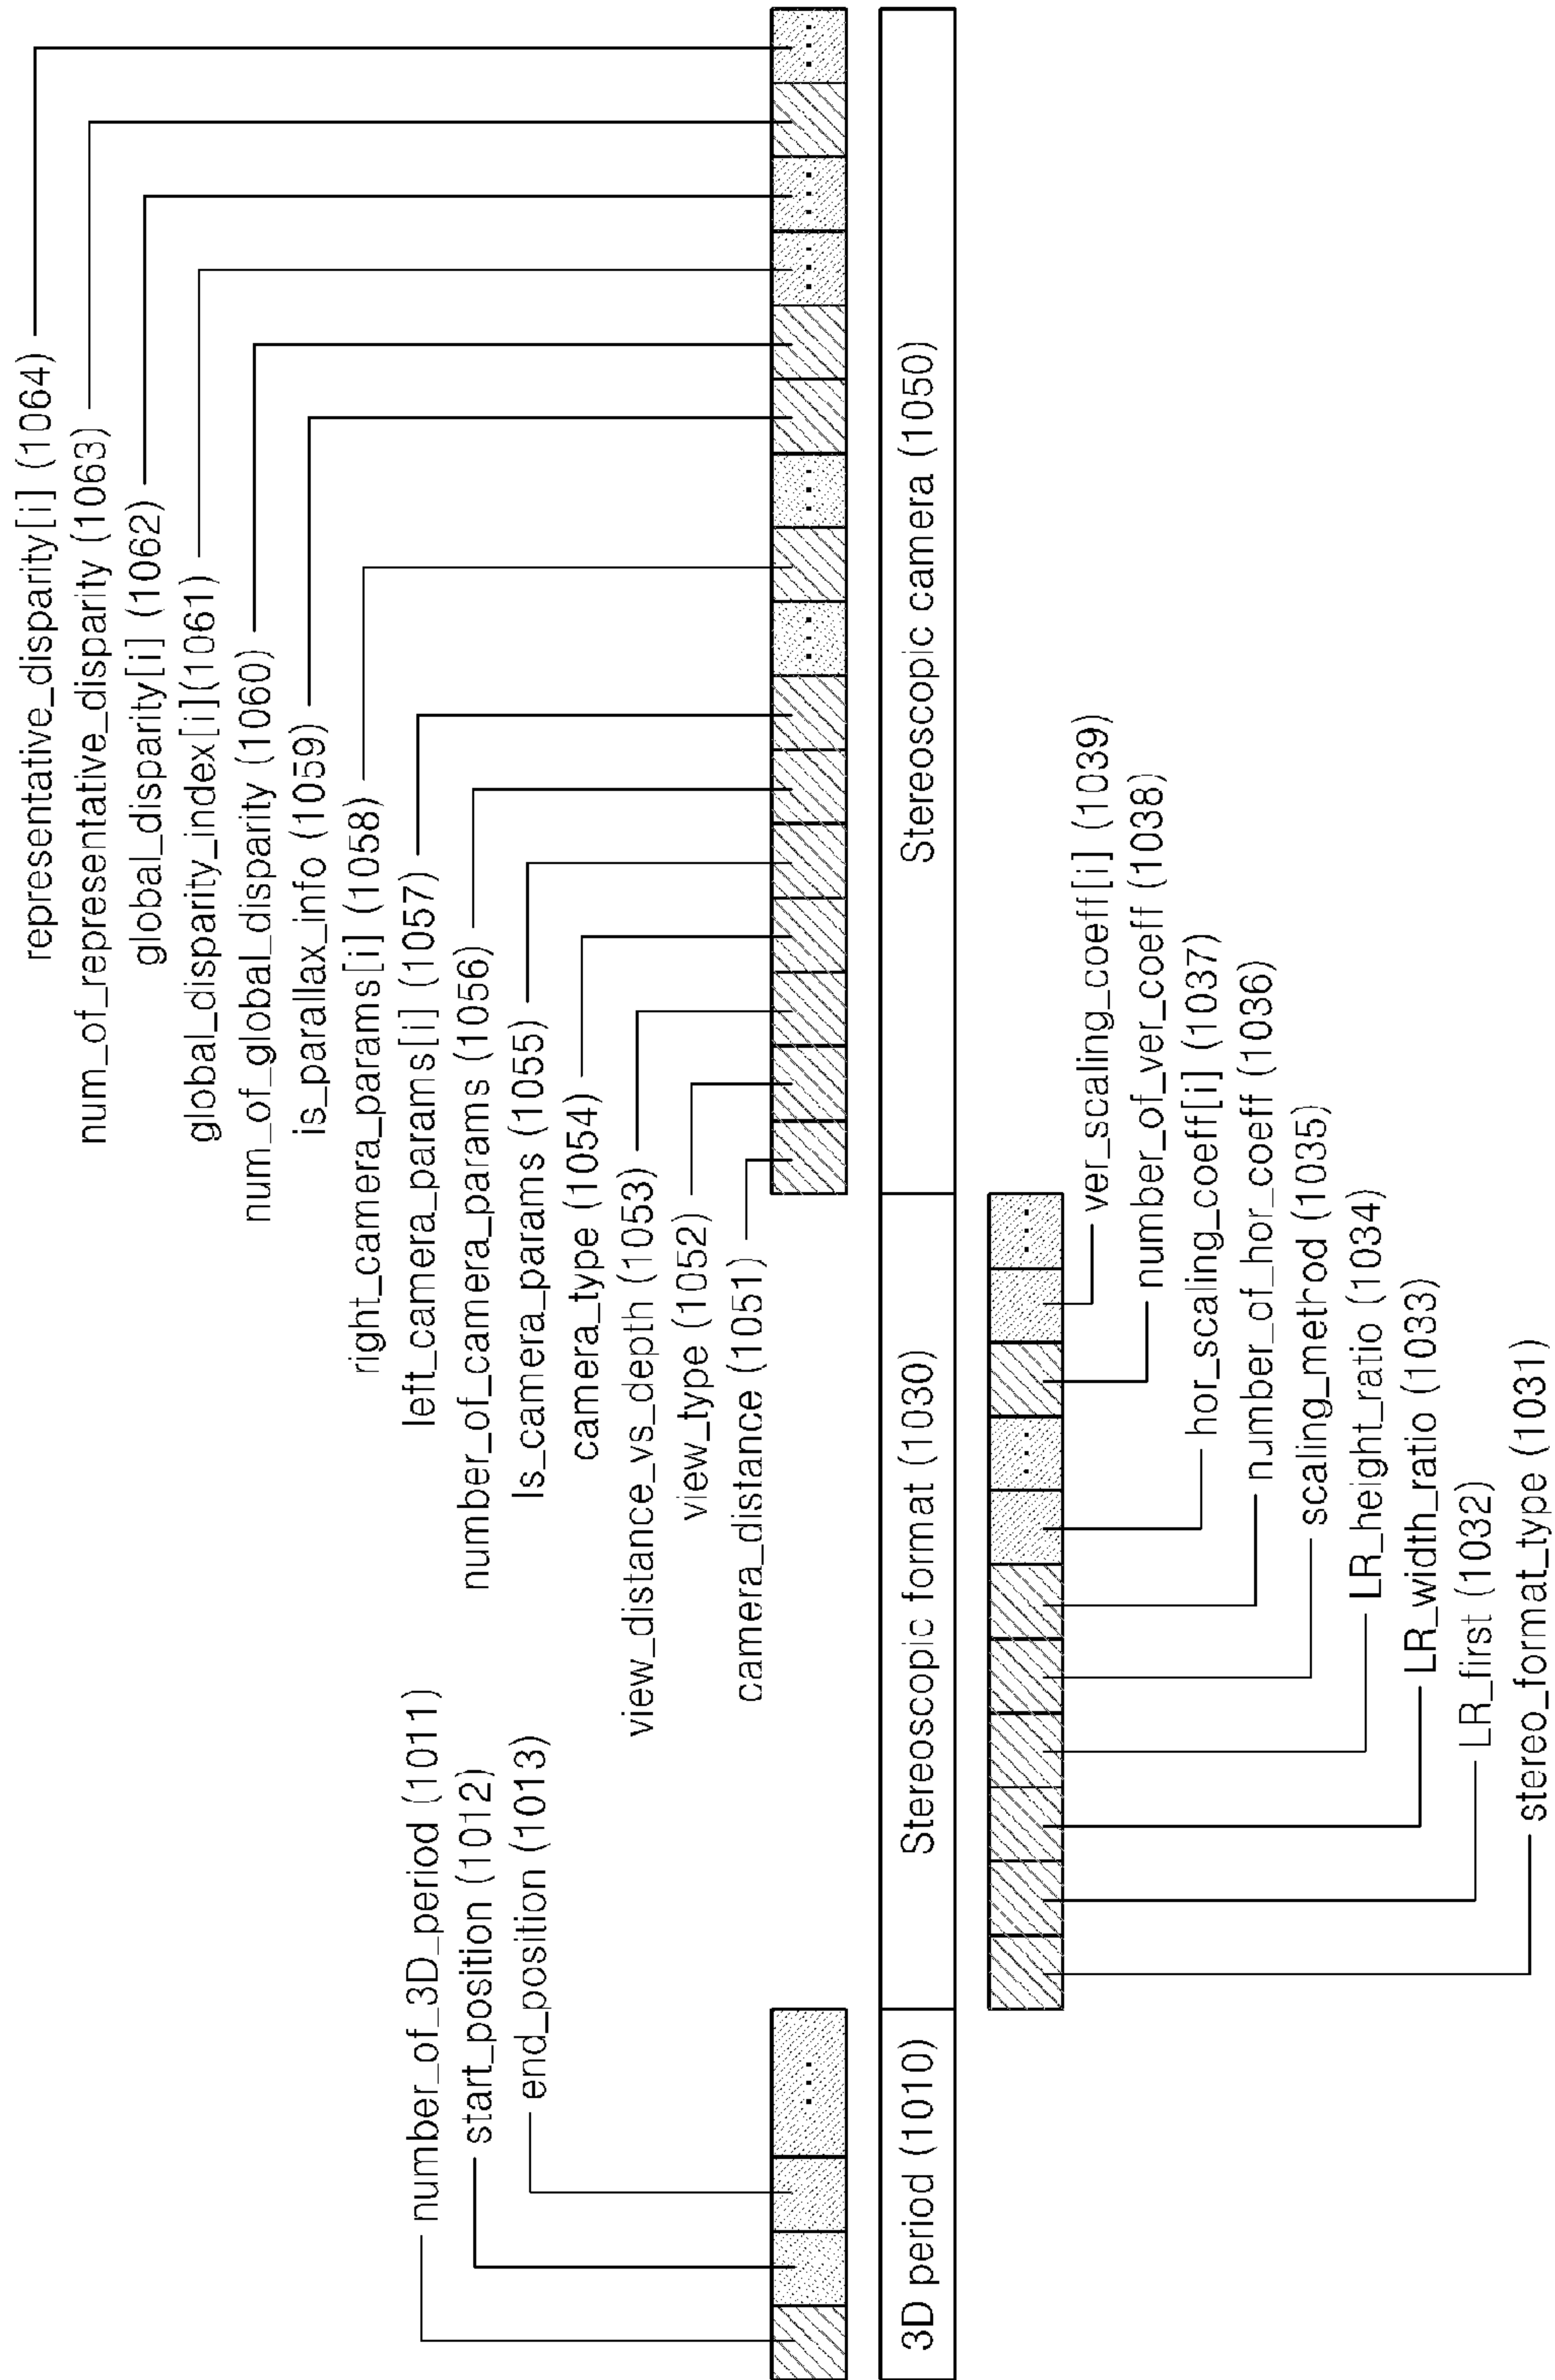 number_of_3D_period (1011)
start_position (1012)
end_position (1013)
representative_disparity[i] (1064)
num_of_representative_disparity (1063)
global_disparity[i] (1062)
global_disparity_index[i](1061)
num_of_global_disparity (1060)
is_parallax_info (1059)
right_camera_params[i] (1058)
left_camera_params[i] (1057)
number_of_camera_params (1056)
Is_camera_params (1055)
camera_type (1054)
view_distance_vs_depth (1053)
view_type (1052)
camera_distance (1051)
3D period (1010)
Stereoscopic format (1030)
Stereoscopic camera (1050)
ver_scaling_coeff[i] (1039)
number_of_ver_coeff (1038)
hor_scaling_coeff[i] (1037)
number_of_hor_coeff (1036)
scaling_method (1035)
LR_height_ratio (1034)
LR_width_ratio (1033)
LR_first (1032)
stereo_format_type (1031)